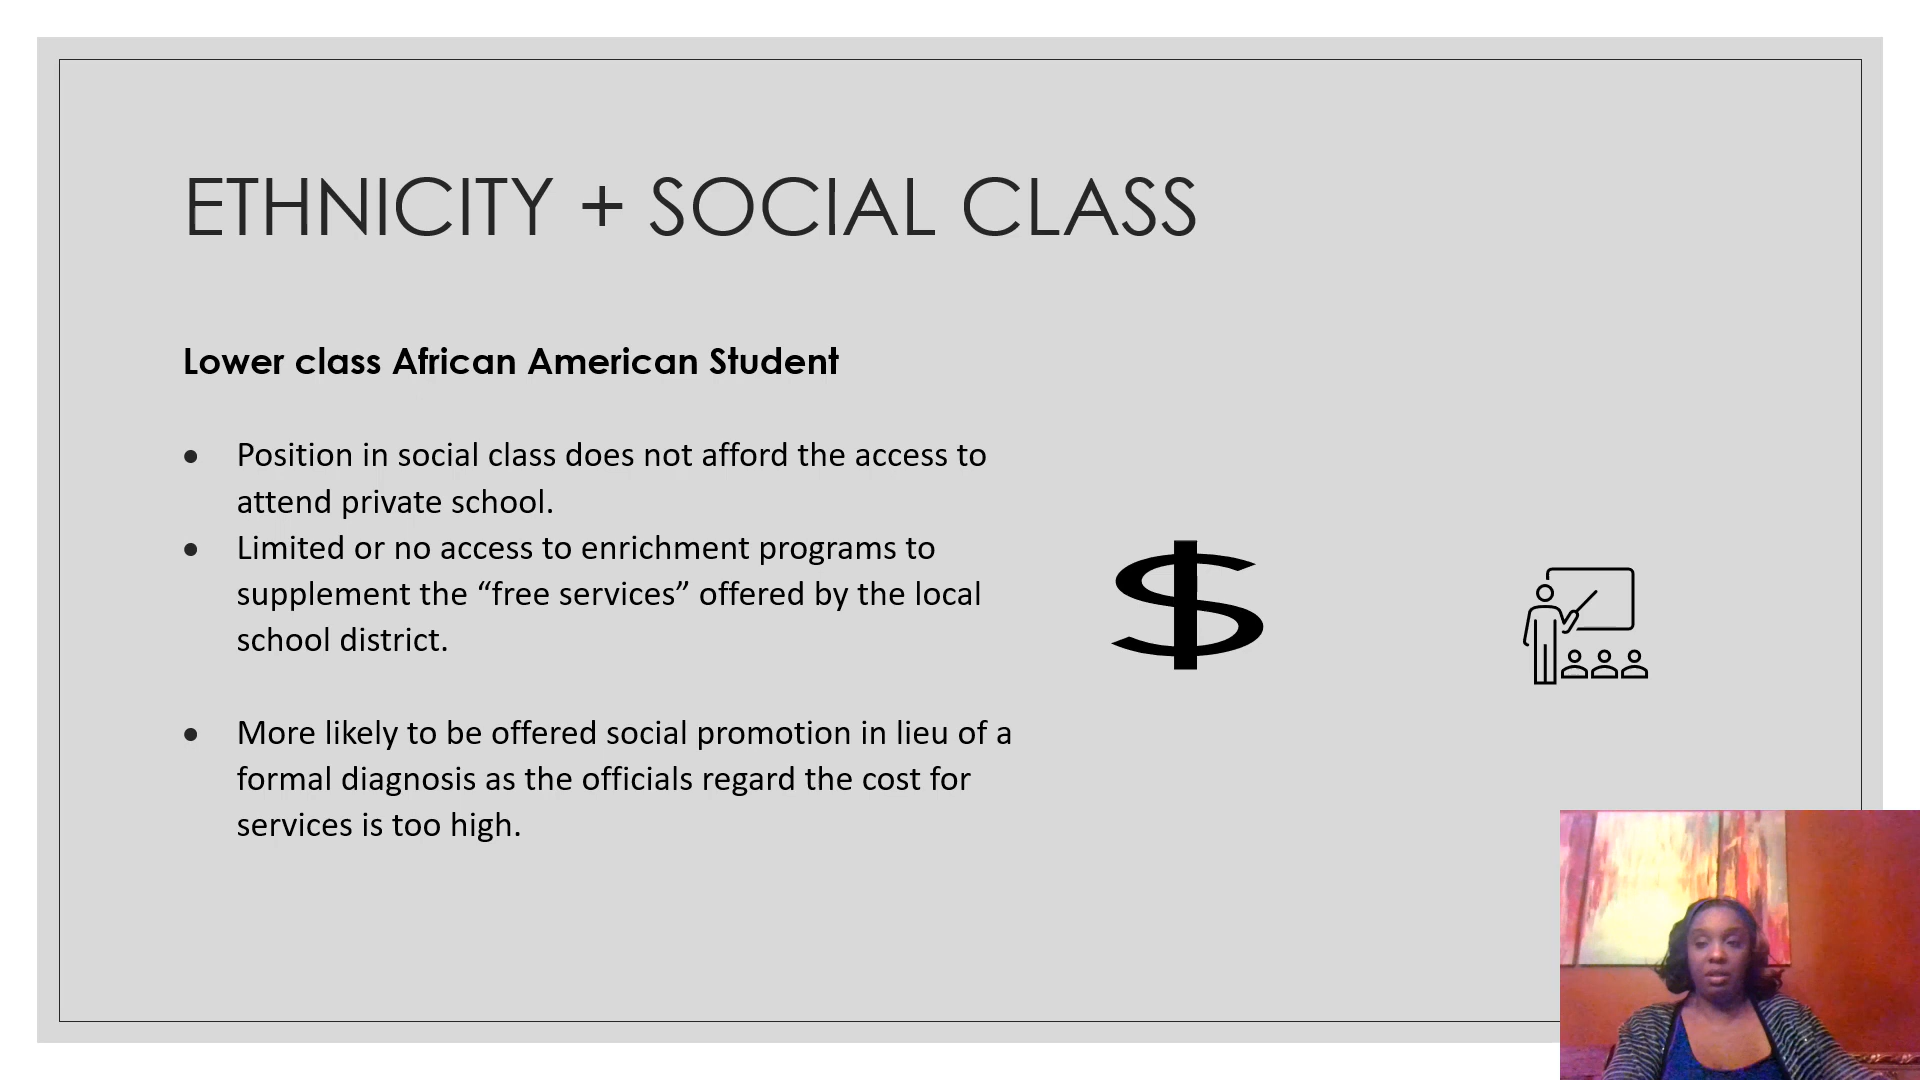 ETHNICITY + SOCIAL CLASS
Lower class African American Student
● Position in social class does not afford the access to
attend private school.
● Limited or no access to enrichment programs to
supplement the “free services” offered by the local
school district.
● More likely to be offered social promotion in lieu of a
formal diagnosis as the officials regard the cost for
services is too high.
$